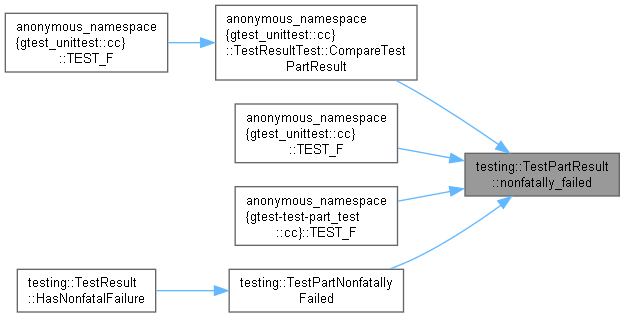 anonymous_namespace
{gtest_unittest::cc}
::TEST_F
anonymous_namespace
{gtest_unittest::cc}
::TestResultTest::CompareTest
PartResult
anonymous_namespace
{gtest_unittest::cc}
::TEST_F
testing::TestPartResult
::nonfatally_failed
anonymous_namespace
{gtest-test-part_test
::cc}::TEST_F
testing::TestResult
::HasNonfatalFailure
testing::TestPartNonfatally
Failed